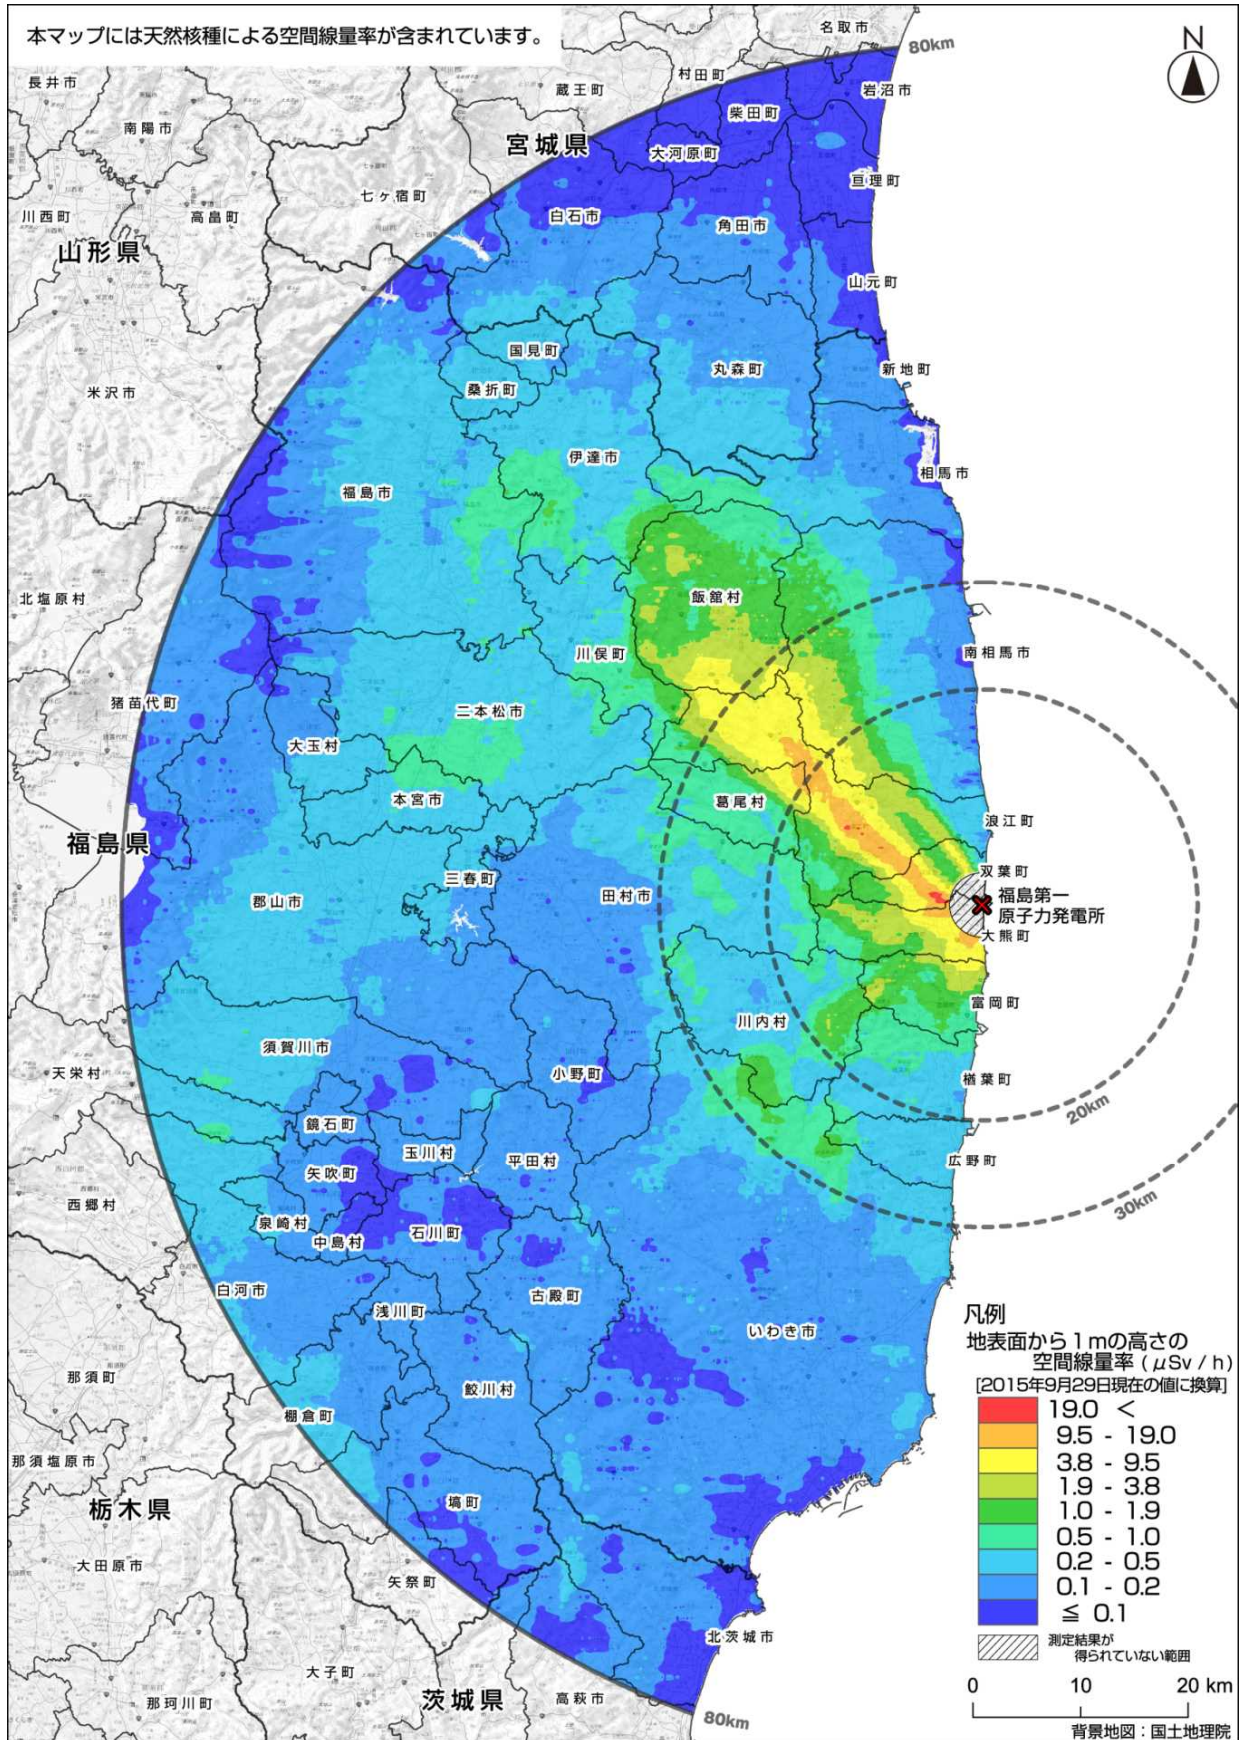 本マップには天然核種による空間線量率が含まれています。
N
80km
名取市
村田町
岩沼市
長井市
蔵王町
柴田町
南陽市
宮城県
大河原町
亘理町
七ヶ宿町
川西町
高畠町
白石市
角田市
山形県
山元町
国見町
丸森町
新地町
米沢市
桑折町
伊達市
相馬市
福島市
北塩原村
飯舘村
川俣町
南相馬市
猪苗代町
二本松市
大玉村
本宮市
葛尾村
浪江町
福島県
双葉町
三春町
田村市
福島第一
原子力発電所
郡山市
大熊町
富岡町
川内村
須賀川市
天栄村
小野町
楢葉町
20km
鏡石町
玉川村
平田村
広野町
矢吹町
西郷村
30km
泉崎村
石川町
中島村
白河市
古殿町
浅川町
いわき市
那須町
鮫川村
棚倉町
那須塩原市
塙町
栃木県
大田原市
矢祭町
北茨城市
大子町
茨城県
高萩市
那珂川町
80km
凡例
地表面から1mの高さの
空間線量率 (μSv / h)
[2015年9月29日現在の値に換算]
19.0 <
9.5 - 19.0
3.8 - 9.5
1.9 - 3.8
1.0 - 1.9
0.5 - 1.0
0.2 - 0.5
0.1 - 0.2
≦ 0.1
測定結果が
得られていない範囲
0 10 20 km
背景地図：国土地理院